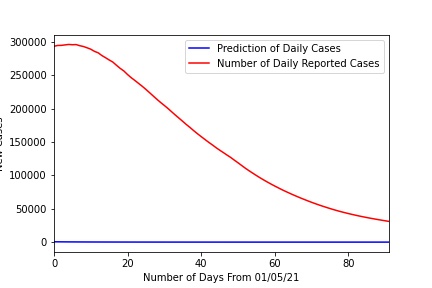 Prediction of Daily Cases
Number of Daily Reported Cases
300000
250000
200000
150000
100000
50000
0
0 20 40 60 80
Number of Days From 01/05/21
Cases